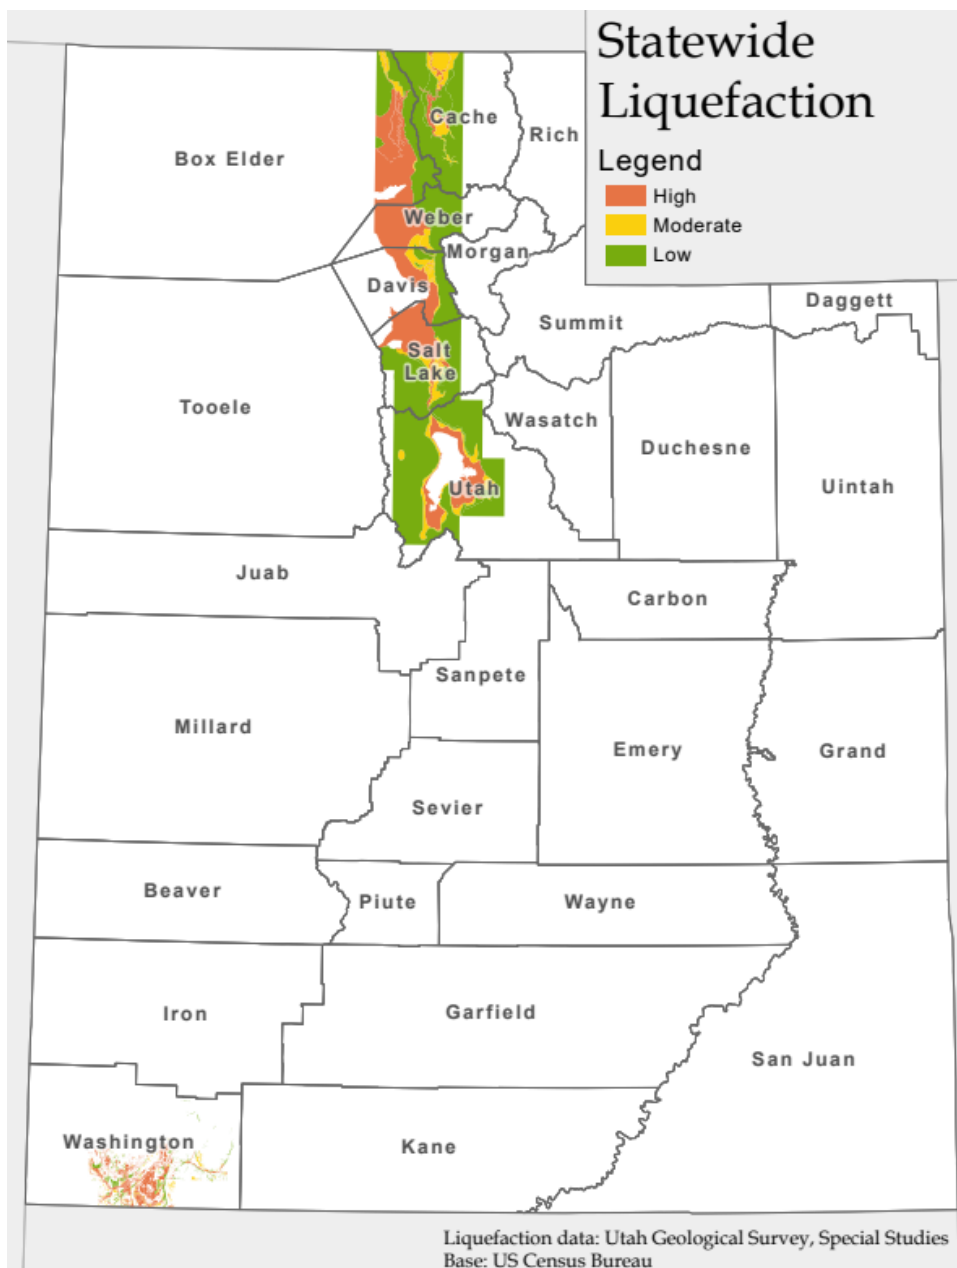 Statewide
Liquefaction
Legend
High
Moderate
Low
Cache
Rich
Box Elder
Weber
Morgan
Davis
Daggett
Summit
Salt
Lake
Tooele
Wasatch
Duchesne
Uintah
Utah
Juab
Carbon
Sanpete
Millard
Emery
Grand
Sevier
Beaver
Piute
Wayne
Iron
Garfield
San Juan
Washington
Kane
Liquefaction data: Utah Geological Survey, Special Studies
Base: US Census Bureau